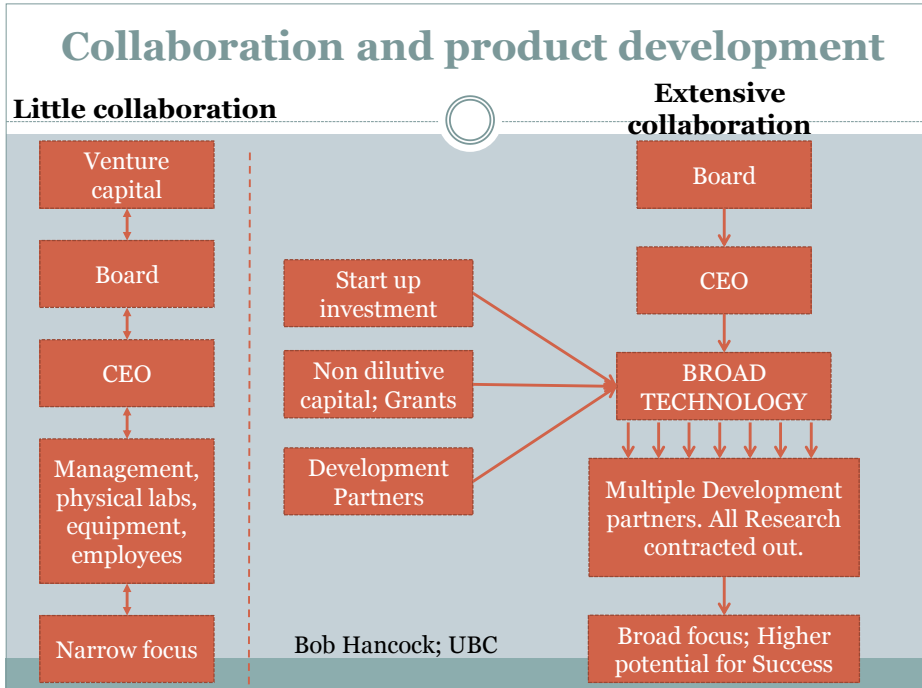 Collaboration and product development
Little collaboration
Extensive
collaboration
Venture
capital
Board
CEO
Management,
physical labs,
equipment,
employees
Narrow focus
Start up
investment
Non dilutive
capital; Grants
Development
Partners
Bob Hancock; UBC
Board
CEO
BROAD
TECHNOLOGY
Multiple Development
partners. All Research
contracted out.
Broad focus; Higher
potential for Success